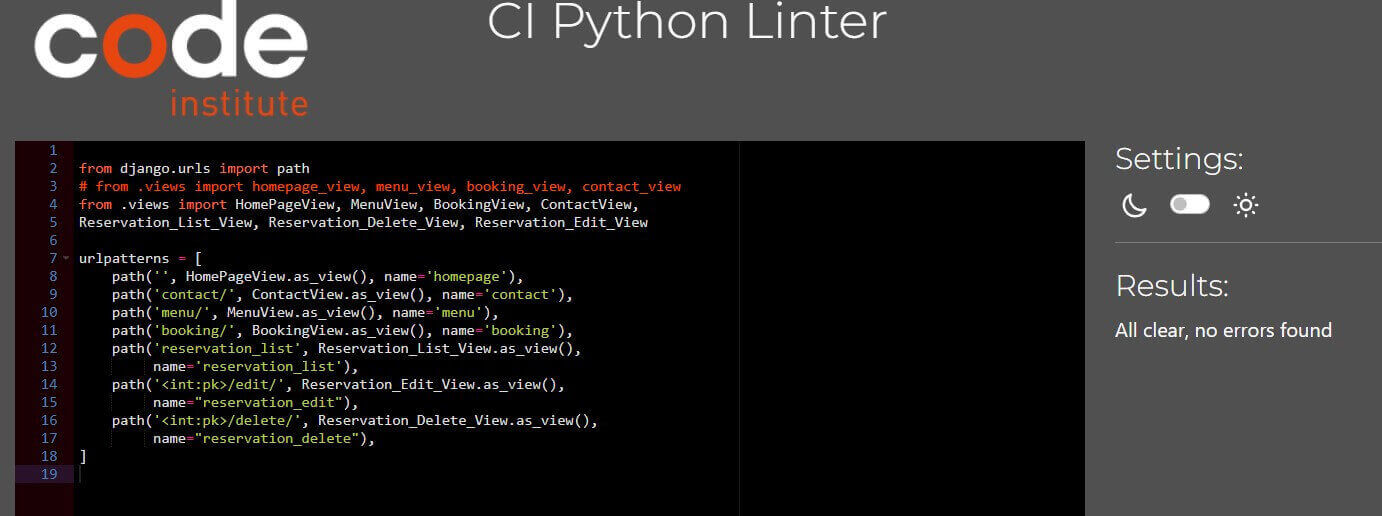 code
institute
CI Python Linter
1
2 from django.urls import path
3 # from .views import homepage_view, menu_view, booking_view, contact_view
4 from .views import HomePageView, MenuView, BookingView, ContactView,
5 Reservation_List_View, Reservation_Delete_View, Reservation_Edit_View
6
7 urlpatterns = [
8     path('', HomePageView.as_view(), name='homepage'),
9     path('contact/', ContactView.as_view(), name='contact'),
10     path('menu/', MenuView.as_view(), name='menu'),
11     path('booking/', BookingView.as_view(), name='booking'),
12     path('reservation_list', Reservation_List_View.as_view(),
13          name='reservation_list'),
14     path('<int:pk>/edit/', Reservation_Edit_View.as_view(),
15          name="reservation_edit"),
16     path('<int:pk>/delete/', Reservation_Delete_View.as_view(),
17          name="reservation_delete"),
18 ]
19
Settings:
Results:
All clear, no errors found